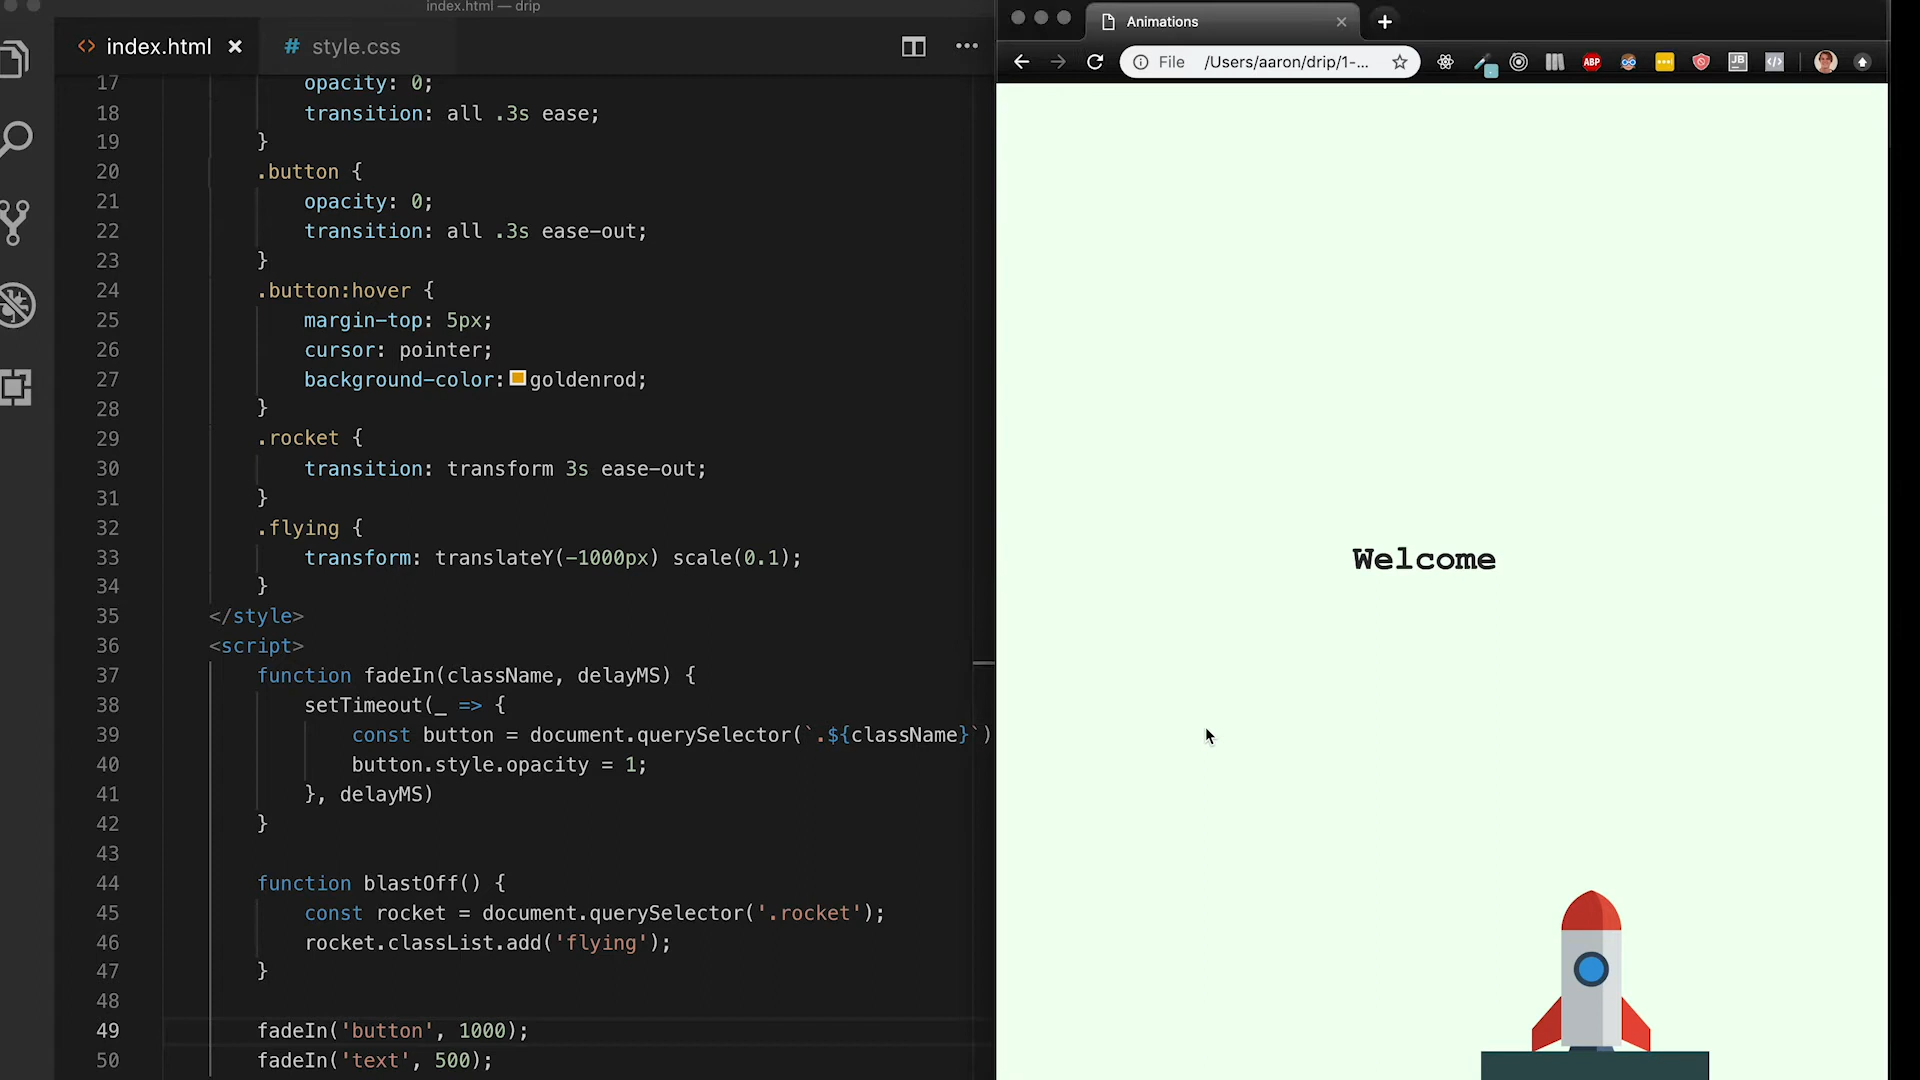 index.html — drip
index.html
# style.css
17 opacity: 0;
18 transition: all .3s ease;
19 }
20 .button {
21 opacity: 0;
22 transition: all .3s ease-out;
23 }
24 .button:hover {
25 margin-top: 5px;
26 cursor: pointer;
27 background-color: goldenrod;
28 }
29 .rocket {
30 transition: transform 3s ease-out;
31 }
32 .flying {
33 transform: translateY(-1000px) scale(0.1);
34 }
35 </style>
36 <script>
37 function fadeIn(className, delayMS) {
38 setTimeout(_ => {
39 const button = document.querySelector(`.${className}`)
40 button.style.opacity = 1;
41 }, delayMS)
42 }
43
44 function blastOff() {
45 const rocket = document.querySelector('.rocket');
46 rocket.classList.add('flying');
47 }
48
49 fadeIn('button', 1000);
50 fadeIn('text', 500);
Animations
File /Users/aaron/drip/1-...
ABP
JB
Welcome